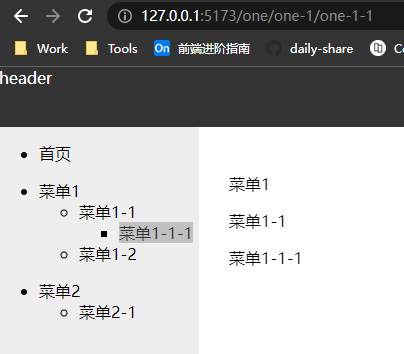 127.0.0.1:5173/one/one-1/one-1-1
Work Tools On 前端进阶指南 daily-share Co
header
首页
菜单1
菜单1-1
菜单1-1-1
菜单1-2
菜单2
菜单2-1
菜单1
菜单1-1
菜单1-1-1